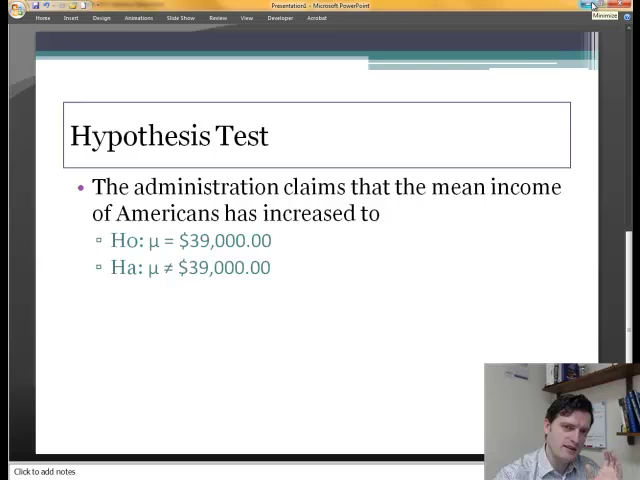 Presentation1 - Microsoft PowerPoint
Home Insert Design Animations Slide Show Review View Developer Acrobat
Minimize
Hypothesis Test
• The administration claims that the mean income
of Americans has increased to
▫ Ho: µ = $39,000.00
▫ Ha: µ ≠ $39,000.00
Click to add notes